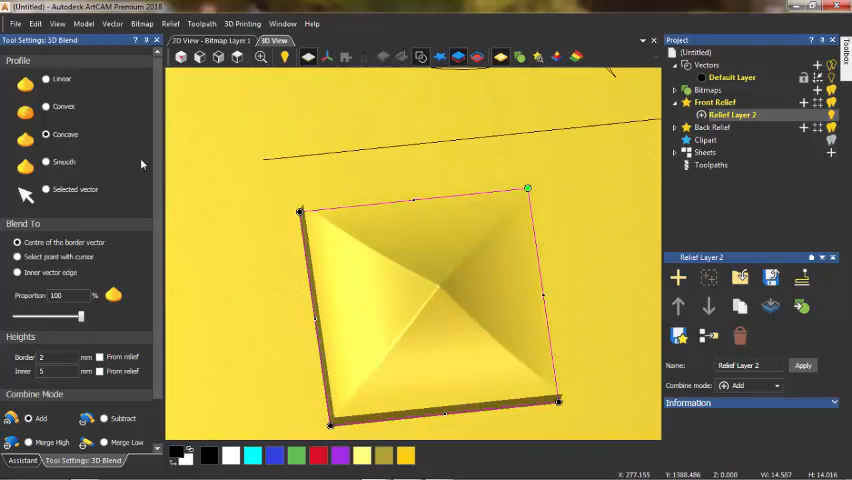 (Untitled) - Autodesk ArtCAM Premium 2018
File Edit View Model Vector Bitmap Relief Toolpath 3D Printing Window Help
Tool Settings: 3D Blend
2D View - Bitmap Layer 1 3D View
Project
Toolbox
Profile
Linear
Convex
Concave
Smooth
Selected vector
Blend To
Centre of the border vector
Select point with cursor
Inner vector edge
Proportion 100 %
Heights
Border 2 mm From relief
Inner 5 mm From relief
Combine Mode
Add Subtract
Merge High Merge Low
Assistant Tool Settings: 3D Blend
(Untitled)
Vectors
Default Layer
Bitmaps
Front Relief
Relief Layer 2
Back Relief
Clipart
Sheets
Toolpaths
Relief Layer 2
Name: Relief Layer 2 Apply
Combine mode: Add
Information
X: 277.155 Y: 1388.486 Z: 0.000 W: 14.587 H: 14.016